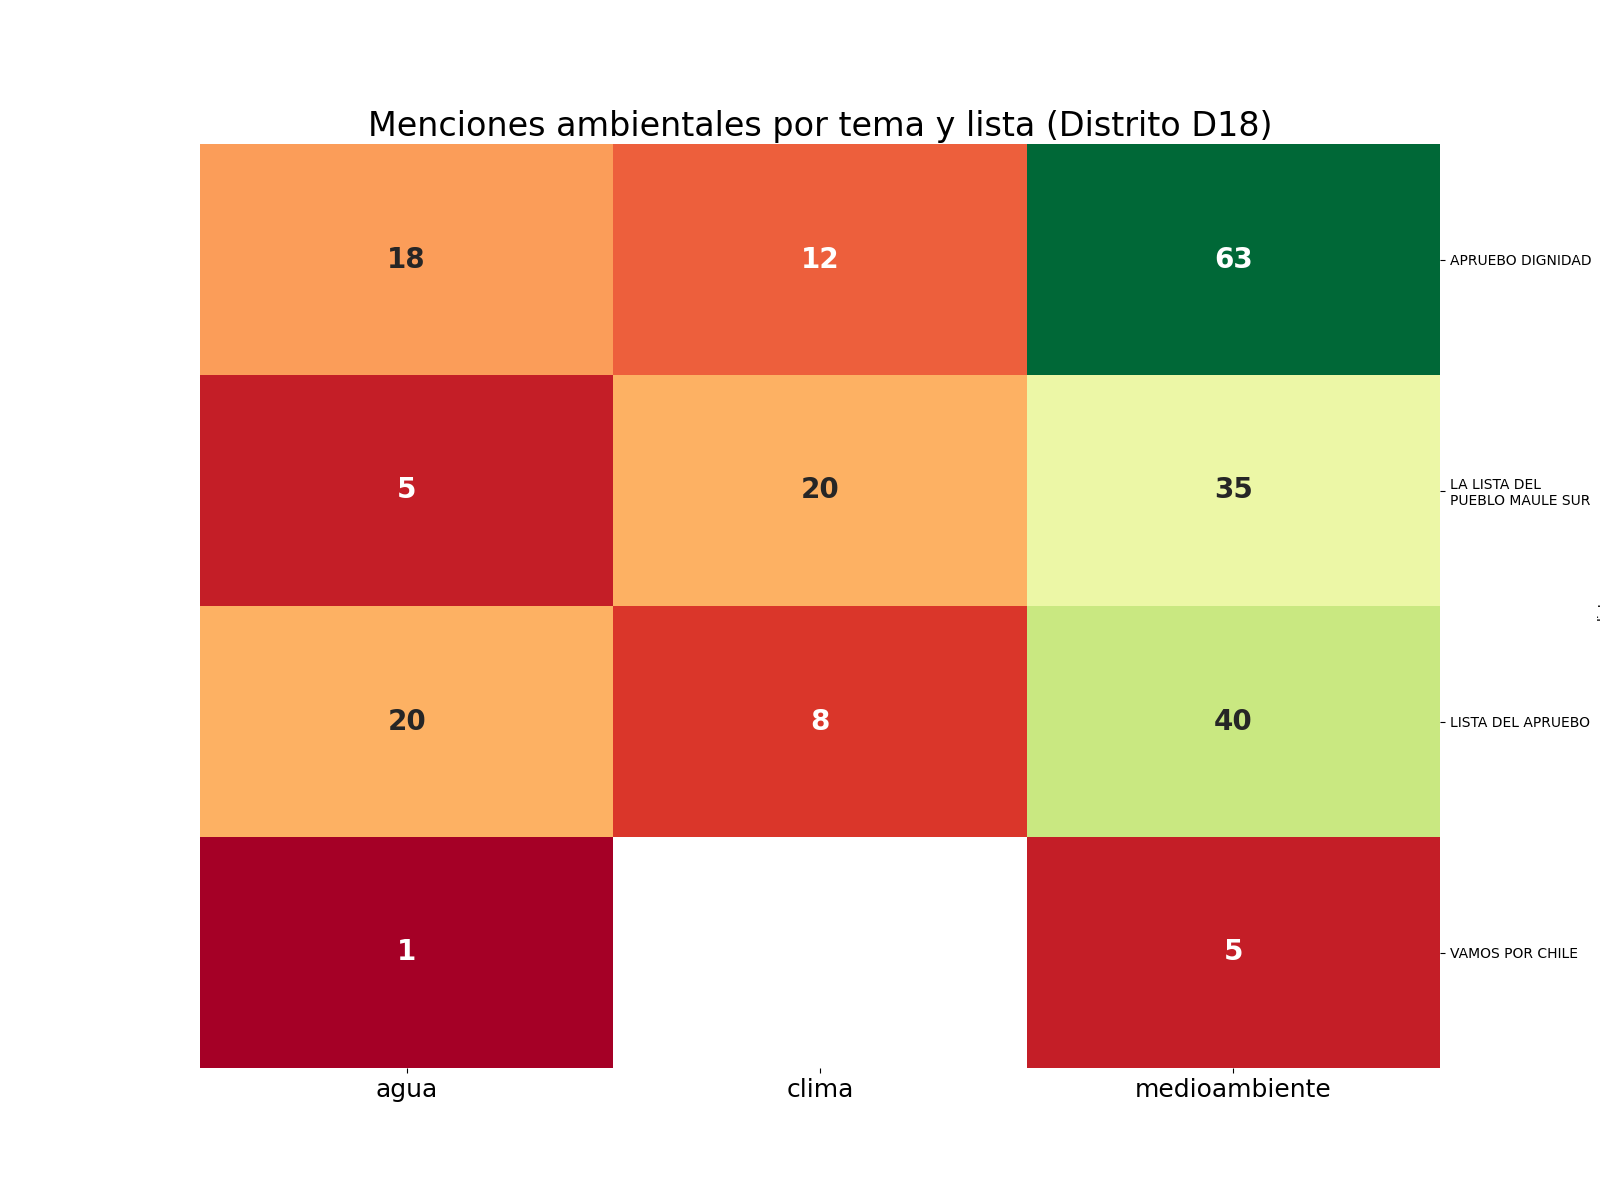 Menciones ambientales por tema y lista (Distrito D18)
18 12 63 APRUEBO DIGNIDAD
5 20 35 LA LISTA DEL
PUEBLO MAULE SUR
20 8 40 LISTA DEL APRUEBO
1 5 VAMOS POR CHILE
agua clima medioambiente